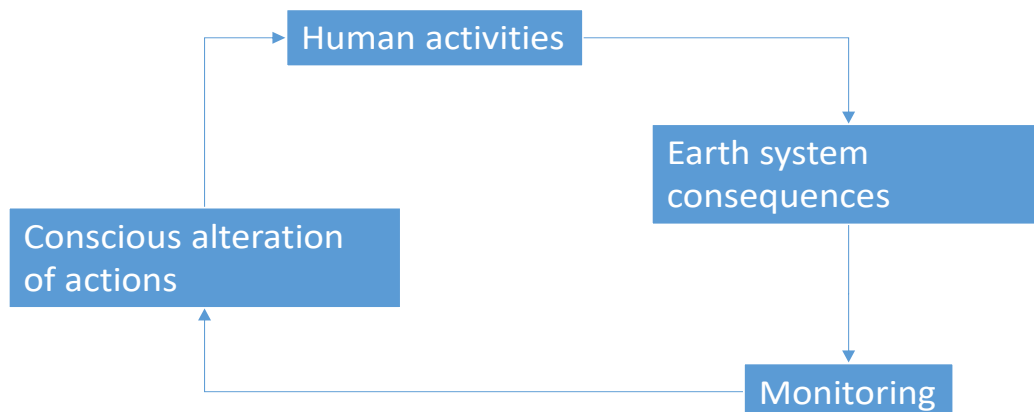 Human activities
Earth system
consequences
Conscious alteration
of actions
Monitoring